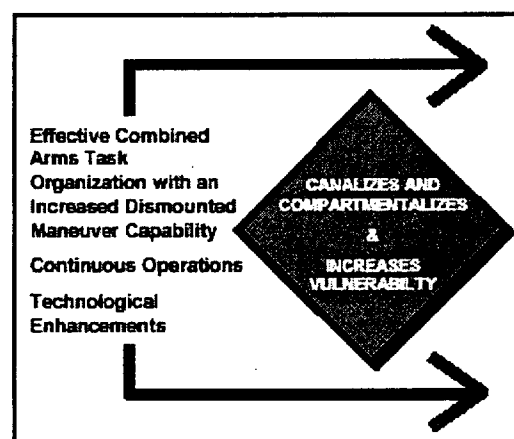 Effective Combined
Arms Task
Organization with an
Increased Dismounted
Maneuver Capability
Continuous Operations
Technological
Enhancements
CANALIZES AND
COMPARTMENTALIZES
&
INCREASES
VULNERABILTY